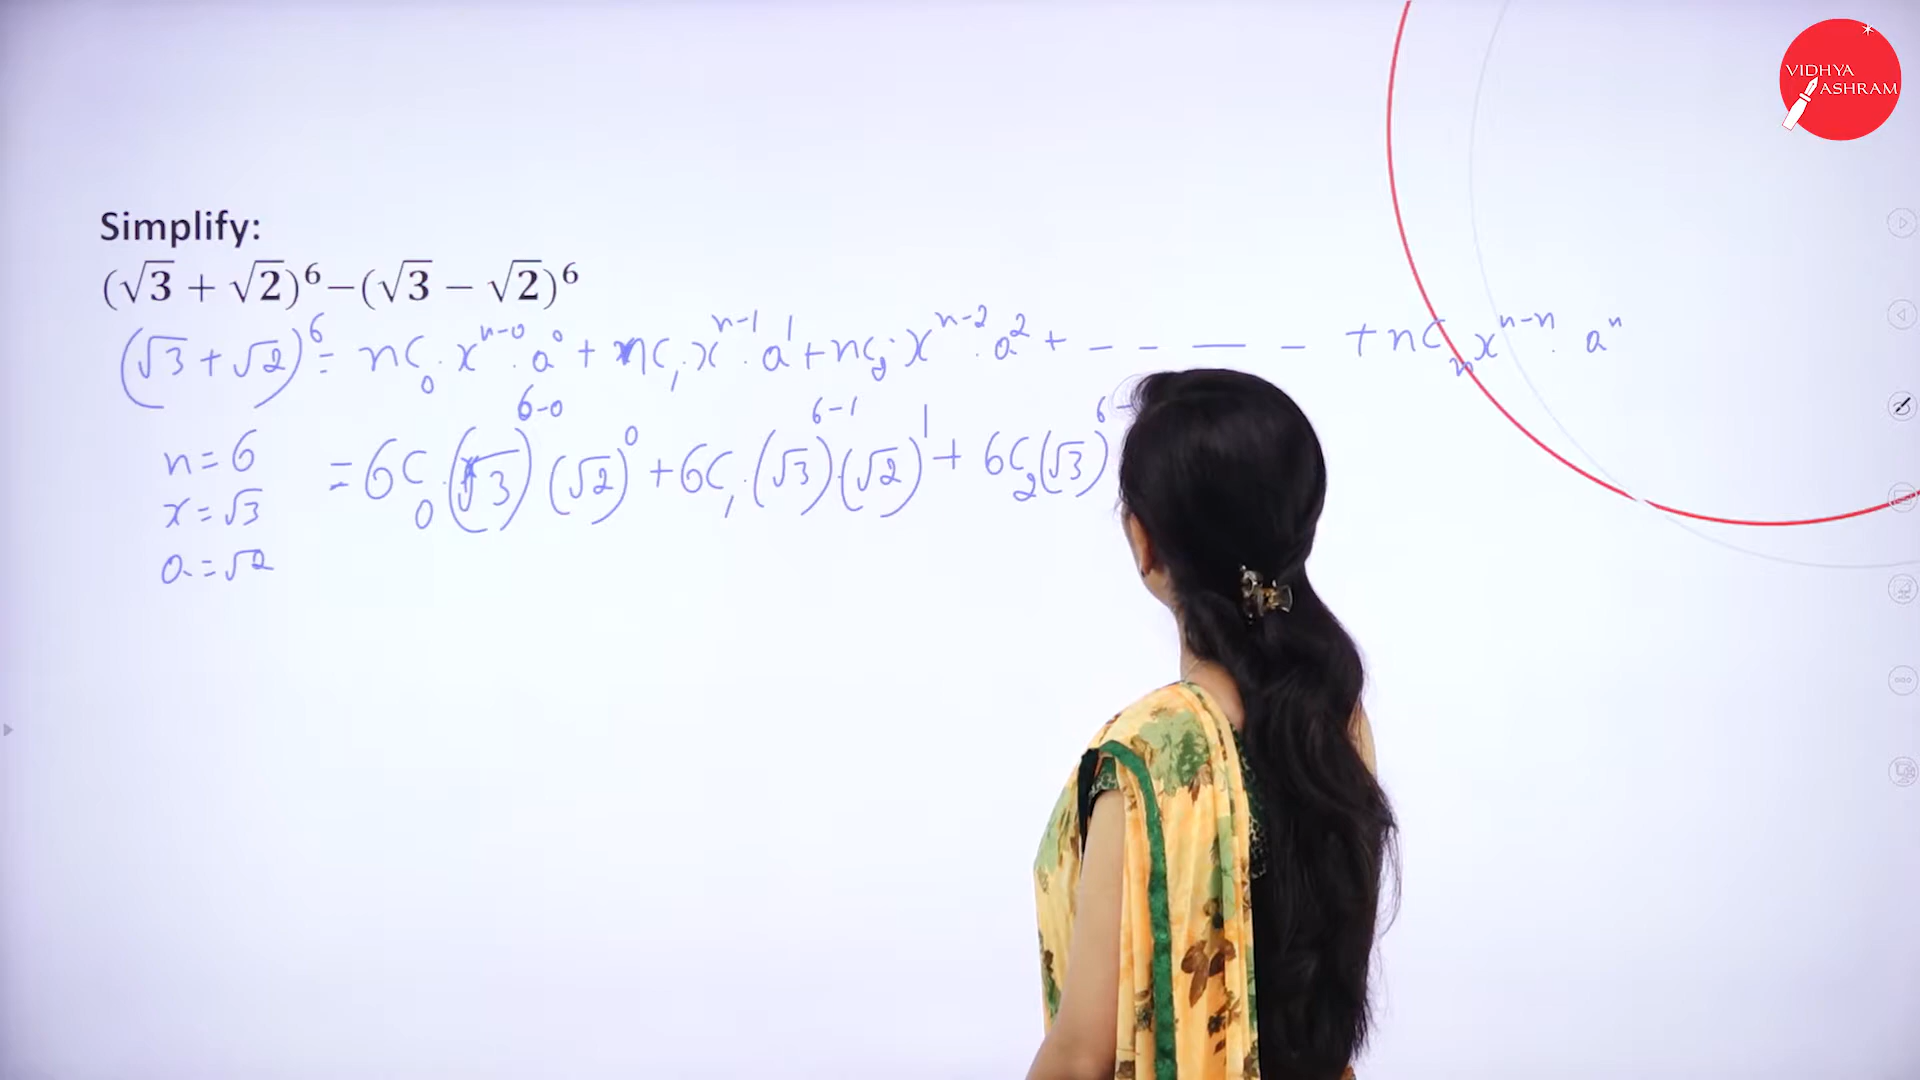 VIDHYA
ASHRAM
Simplify:
(√3 + √2)⁶−(√3 − √2)⁶
(√3 + √2)⁶ = nC₀ · xⁿ⁻⁰ · a⁰ + nC₁ · xⁿ⁻¹ · a¹ + nC₂ · xⁿ⁻² · a² + – – — – + nCₙ xⁿ⁻ⁿ · aⁿ
n = 6
= 6C₀ · (√3)⁶⁻⁰ (√2)⁰ + 6C₁ · (√3)⁶⁻¹ · (√2)¹ + 6C₂ (√3)⁶⁻
x = √3
a = √2